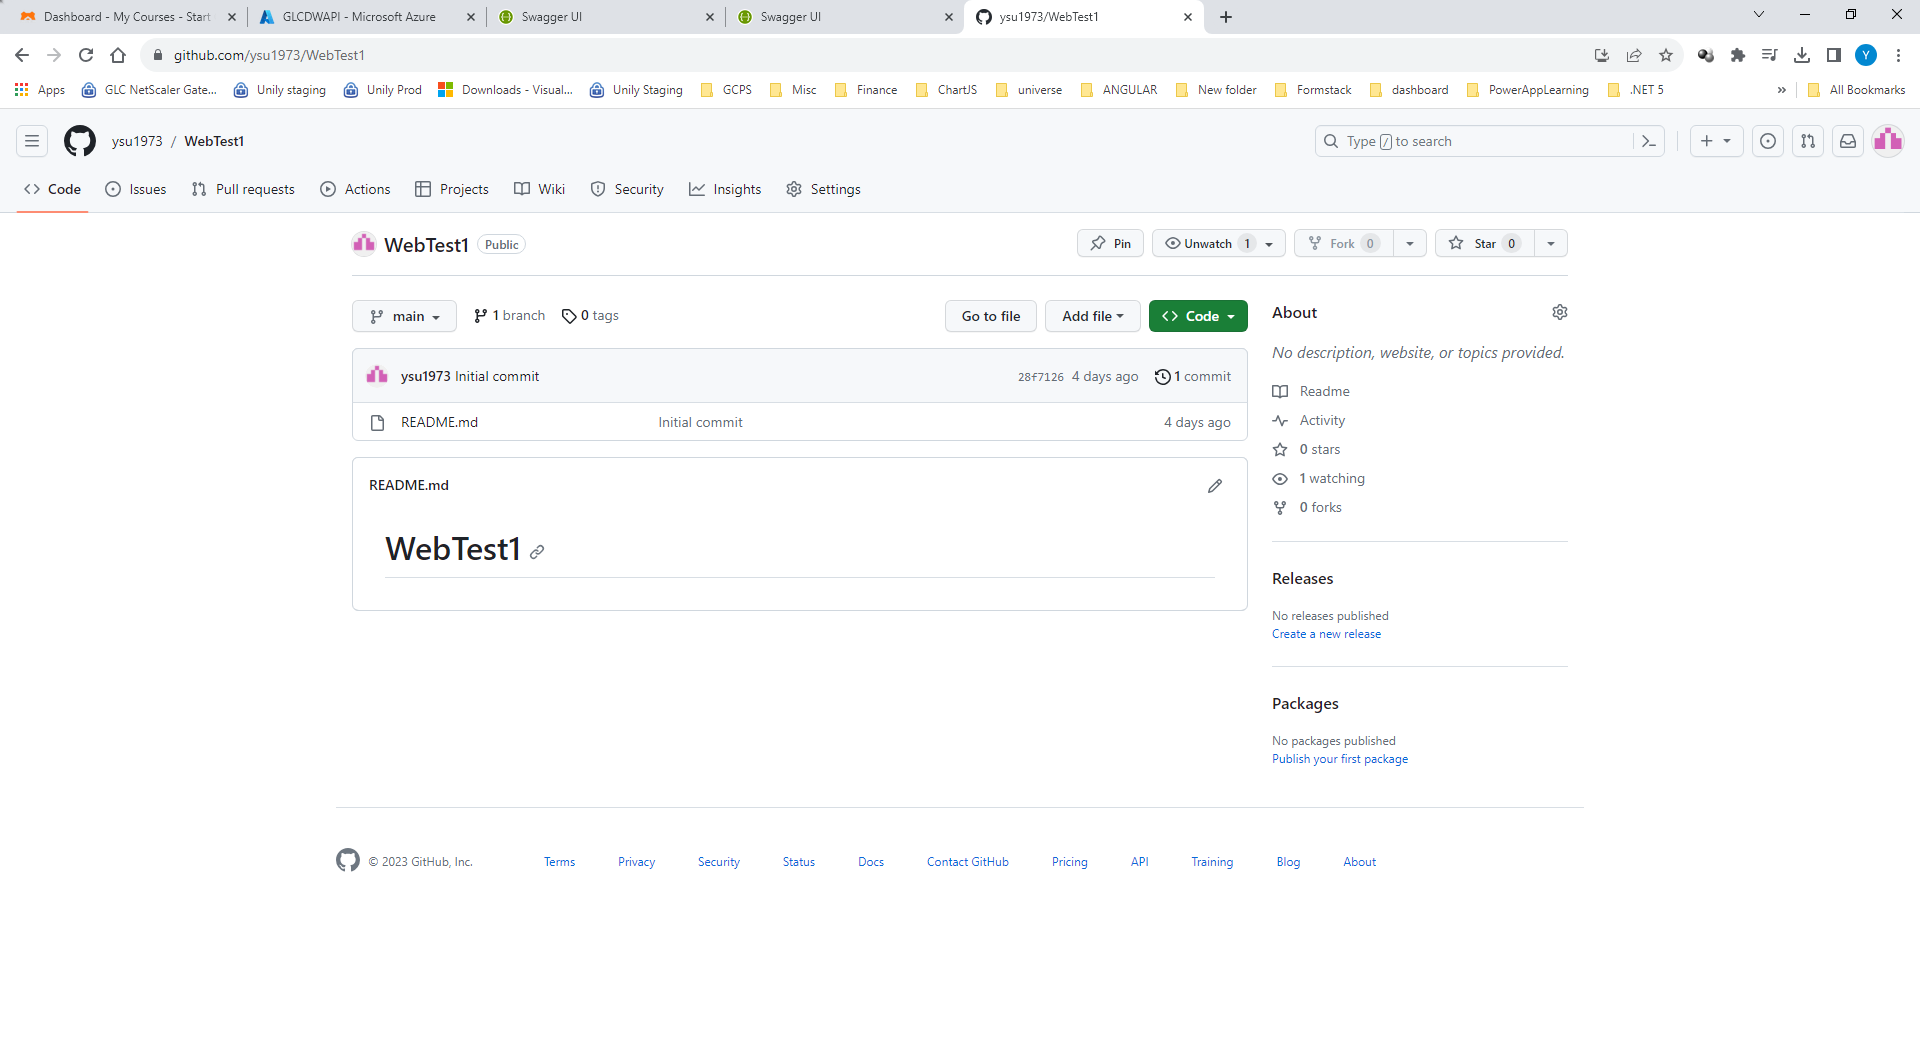 Dashboard - My Courses - Start
GLCDWAPI - Microsoft Azure
Swagger UI
Swagger UI
ysu1973/WebTest1
github.com/ysu1973/WebTest1
Y
Apps
GLC NetScaler Gate...
Unily staging
Unily Prod
Downloads - Visual...
Unily Staging
GCPS
Misc
Finance
ChartJS
universe
ANGULAR
New folder
Formstack
dashboard
PowerAppLearning
.NET 5
»
All Bookmarks
ysu1973 / WebTest1
Type / to search
Code
Issues
Pull requests
Actions
Projects
Wiki
Security
Insights
Settings
WebTest1 Public
Pin
Unwatch 1
Fork 0
Star 0
main
1 branch
0 tags
Go to file
Add file
Code
ysu1973 Initial commit
28f7126 4 days ago
1 commit
README.md
Initial commit
4 days ago
README.md
WebTest1
About
No description, website, or topics provided.
Readme
Activity
0 stars
1 watching
0 forks
Releases
No releases published
Create a new release
Packages
No packages published
Publish your first package
© 2023 GitHub, Inc.
Terms
Privacy
Security
Status
Docs
Contact GitHub
Pricing
API
Training
Blog
About